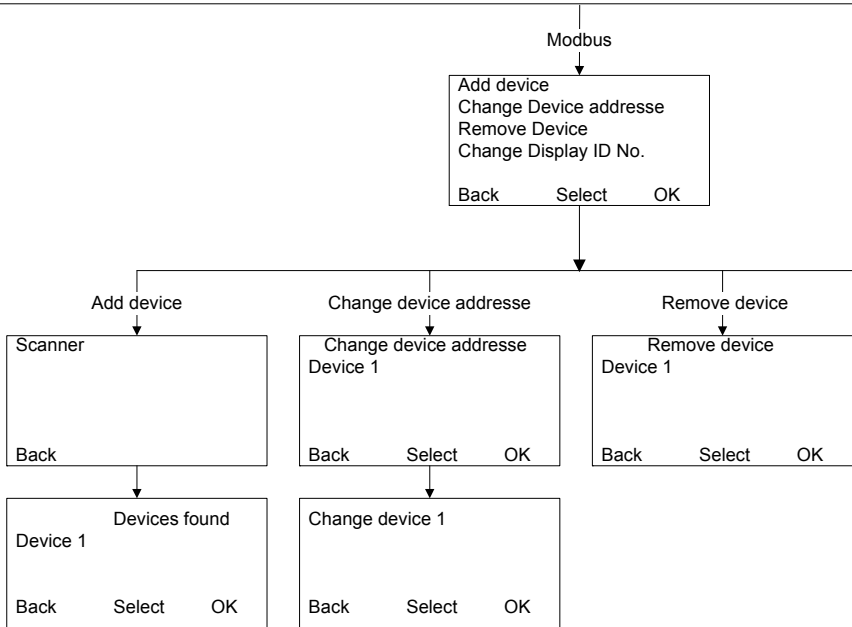 Modbus
Add device
Change Device addresse
Remove Device
Change Display ID No.
Back Select OK
Add device
Scanner
Back
Devices found
Device 1
Back Select OK
Change device addresse
Change device addresse
Device 1
Back Select OK
Change device 1
Back Select OK
Remove device
Remove device
Device 1
Back Select OK